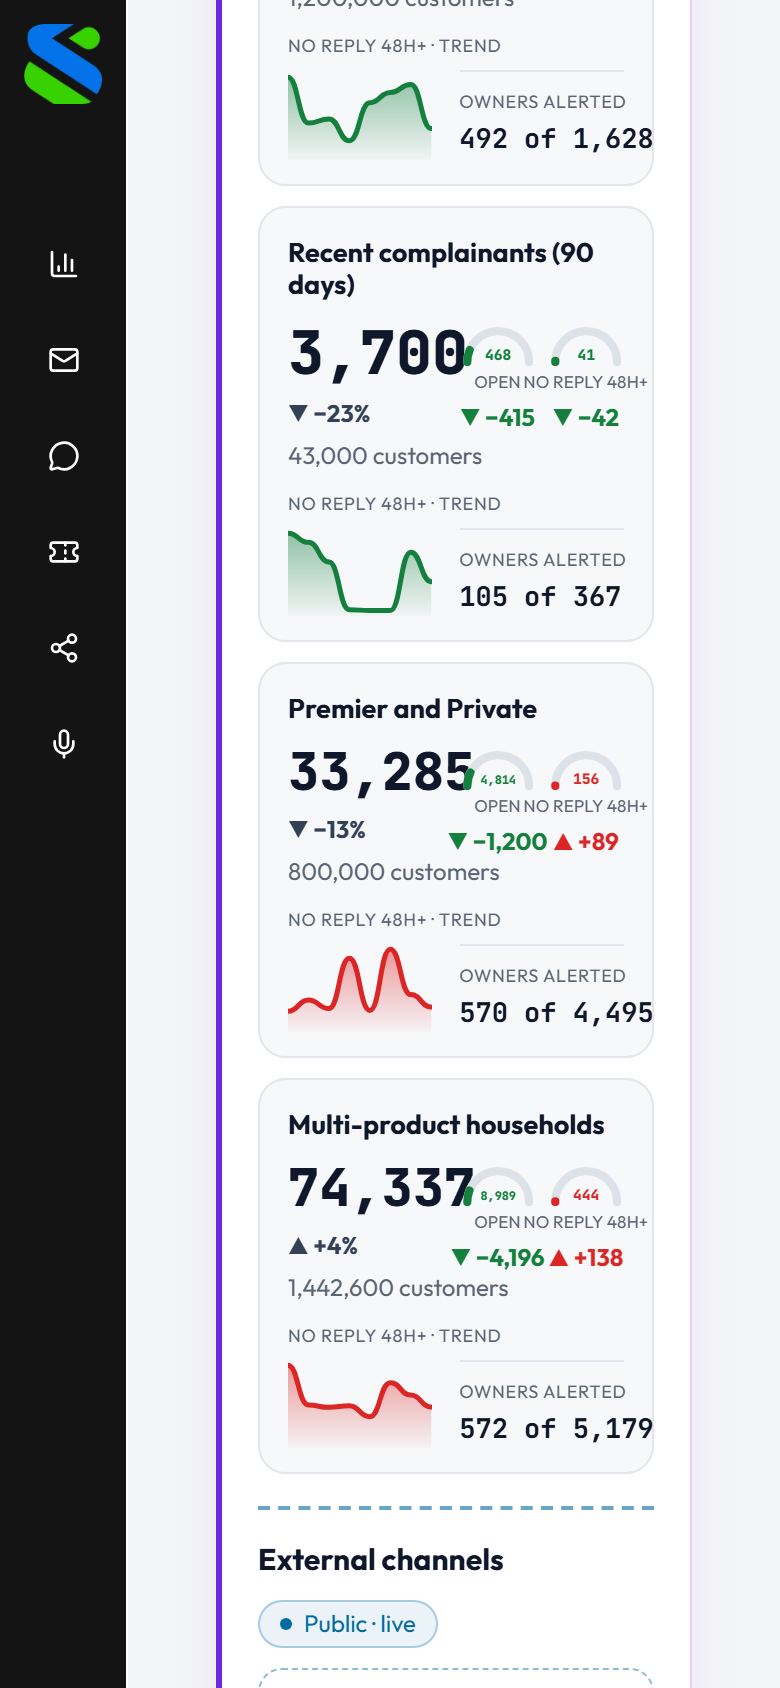 1,200,000 customers
NO REPLY 48H+ · TREND
OWNERS ALERTED
492 of 1,628
Recent complainants (90
days)
3,700
468
41
OPEN NO REPLY 48H+
▼ −23%
▼ −415 ▼ −42
43,000 customers
NO REPLY 48H+ · TREND
OWNERS ALERTED
105 of 367
Premier and Private
33,285
4,814
156
OPEN NO REPLY 48H+
▼ −13%
▼ −1,200 ▲ +89
800,000 customers
NO REPLY 48H+ · TREND
OWNERS ALERTED
570 of 4,495
Multi-product households
74,337
8,989
444
OPEN NO REPLY 48H+
▲ +4%
▼ −4,196 ▲ +138
1,442,600 customers
NO REPLY 48H+ · TREND
OWNERS ALERTED
572 of 5,179
External channels
Public · live